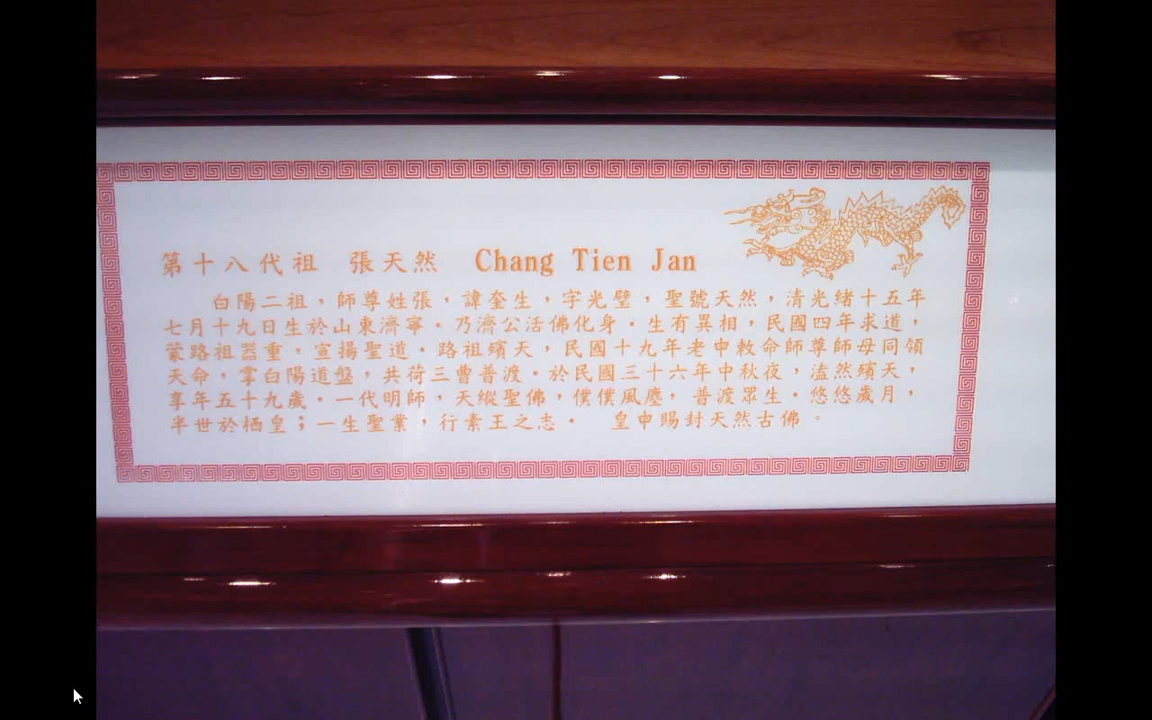 第十八代祖 張天然 Chang Tien Jan
白陽二祖，師尊姓張，諱奎生，字光璧，聖號天然，清光緒十五年
七月十九日生於山東濟寧。乃濟公活佛化身。生有異相，民國四年求道，
蒙路祖器重，宣揚聖道。路祖殯天，民國十九年老申敕命師尊師母同領
天命。掌白陽道盤，共荷三曹普渡。於民國三十六年中秋夜，溘然殯天，
享年五十九歲。一代明師，天縱聖佛，僕僕風塵，普渡眾生。悠悠歲月，
半世於栖皇；一生聖業，行素王之志。 皇申賜封天然古佛。